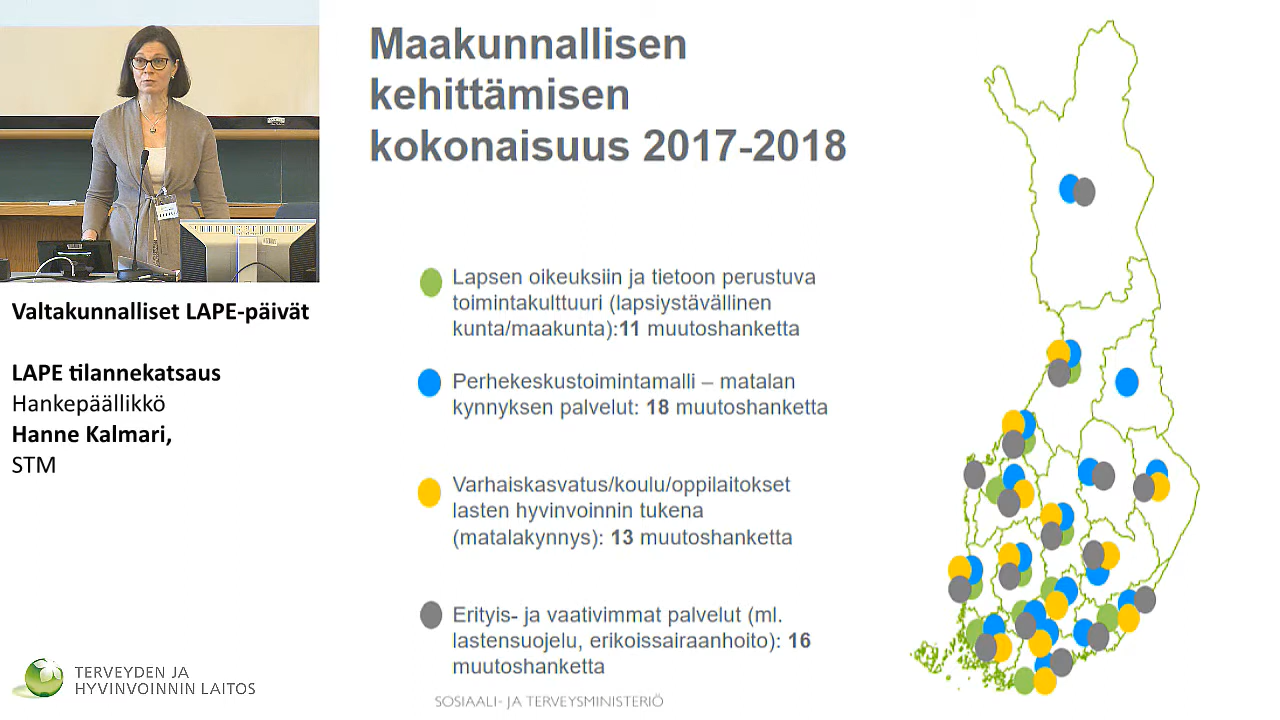 Maakunnallisen
kehittämisen
kokonaisuus 2017-2018
Lapsen oikeuksiin ja tietoon perustuva
toimintakulttuuri (lapsiystävällinen
kunta/maakunta):11 muutoshanketta
Perhekeskustoimintamalli – matalan
kynnyksen palvelut: 18 muutoshanketta
Varhaiskasvatus/koulu/oppilaitokset
lasten hyvinvoinnin tukena
(matalakynnys): 13 muutoshanketta
Erityis- ja vaativimmat palvelut (ml.
lastensuojelu, erikoissairaanhoito): 16
muutoshanketta
SOSIAALI- JA TERVEYSMINISTERIÖ
Valtakunnalliset LAPE-päivät
LAPE tilannekatsaus
Hankepäällikkö
Hanne Kalmari,
STM
TERVEYDEN JA
HYVINVOINNIN LAITOS